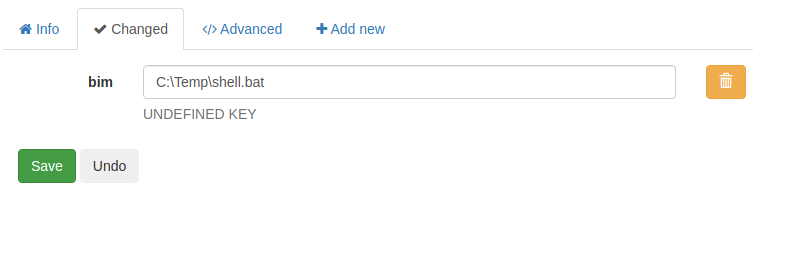 Info Changed </> Advanced Add new
bim C:\Temp\shell.bat
UNDEFINED KEY
Save Undo